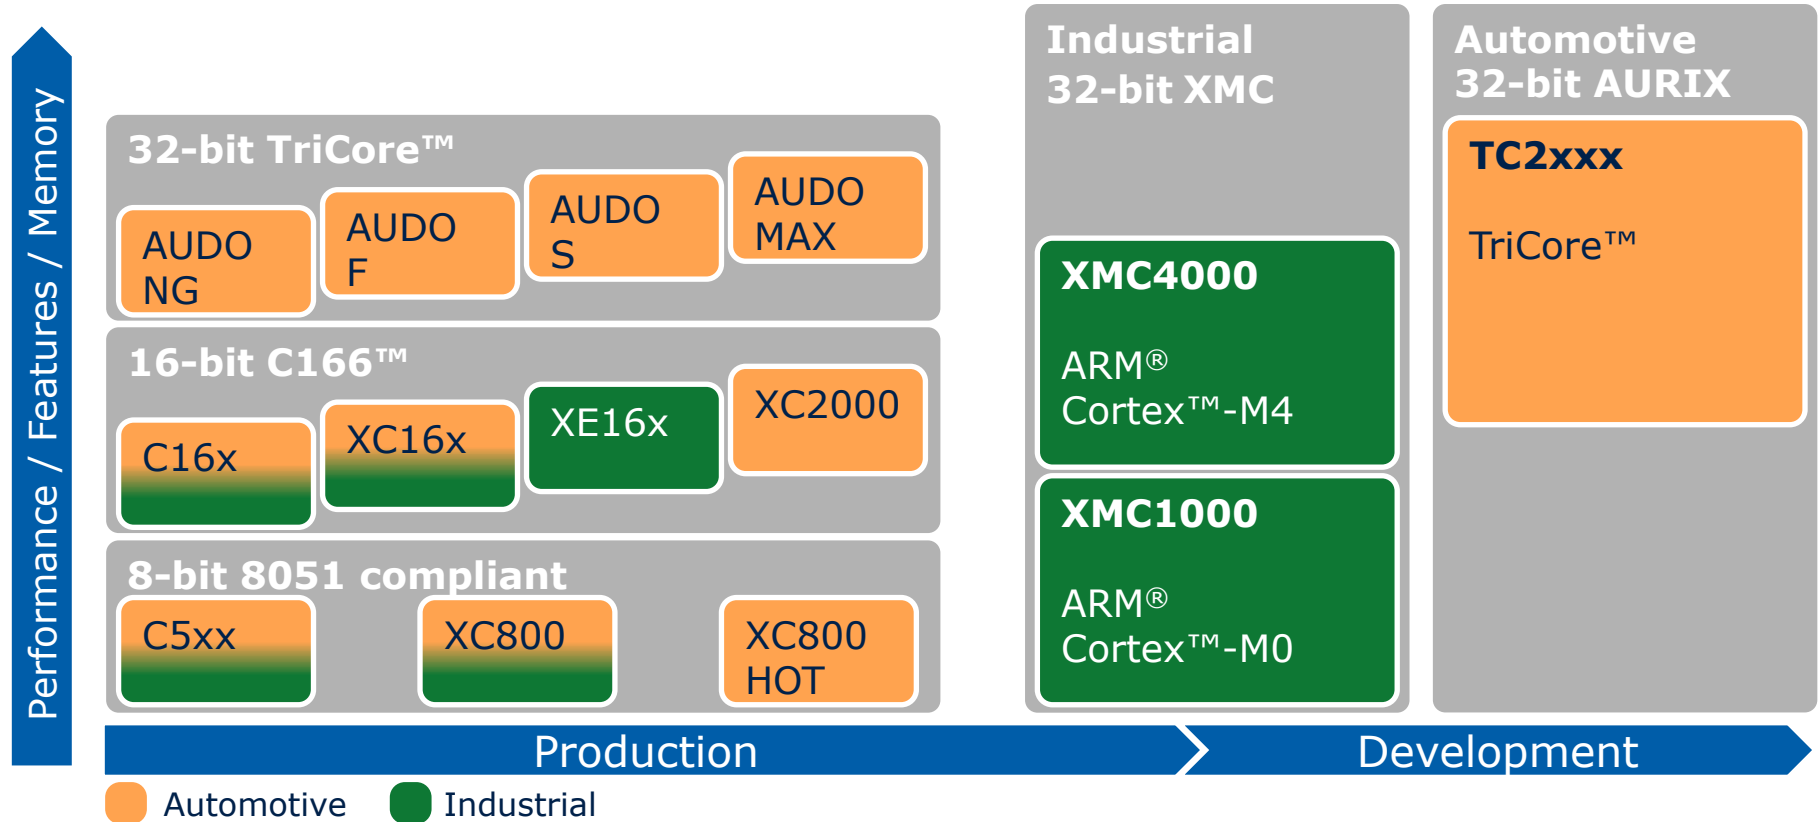 Performance / Features / Memory
32-bit TriCore™
AUDO
NG
AUDO
F
AUDO
S
AUDO
MAX
16-bit C166™
C16x
XC16x
XE16x
XC2000
8-bit 8051 compliant
C5xx
XC800
XC800
HOT
Industrial
32-bit XMC
XMC4000
ARM®
Cortex™-M4
XMC1000
ARM®
Cortex™-M0
Automotive
32-bit AURIX
TC2xxx
TriCore™
Production
Development
Automotive
Industrial